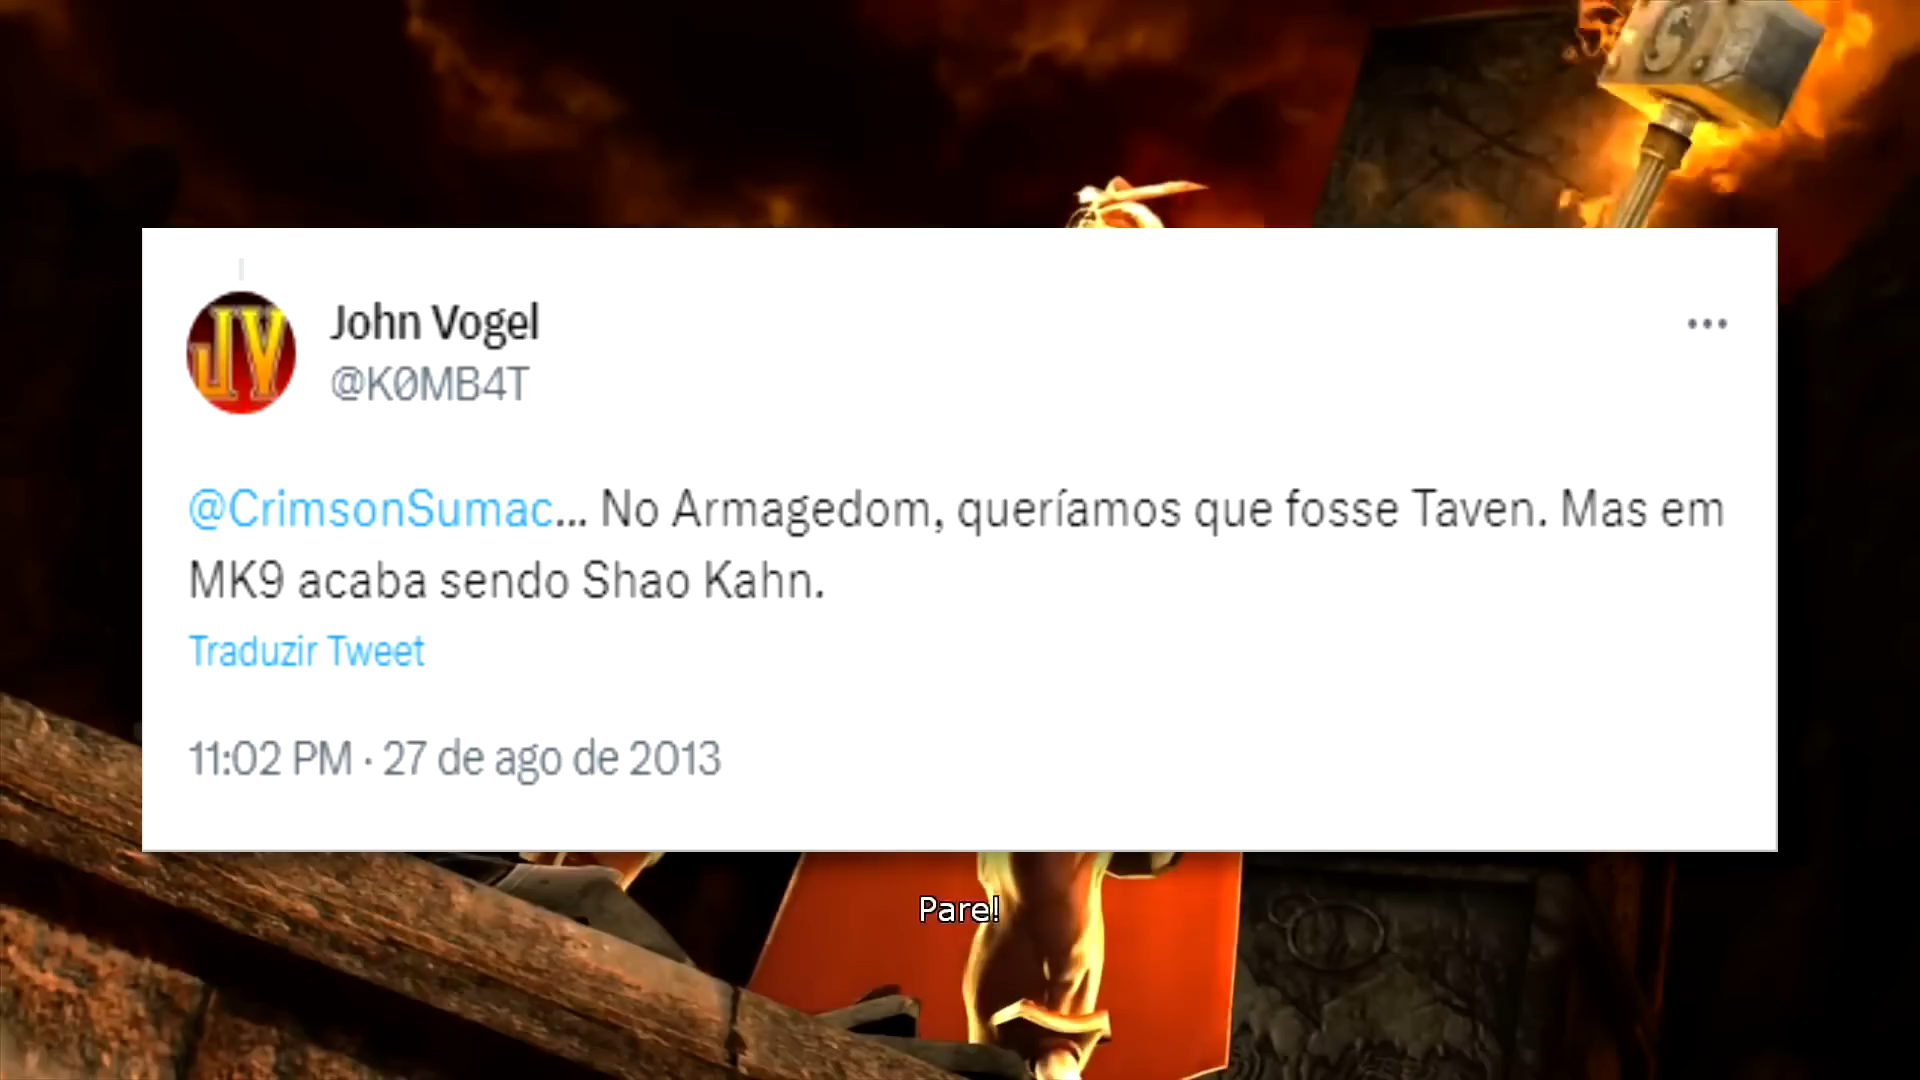 JV
John Vogel
@K0MB4T
@CrimsonSumac... No Armagedom, queríamos que fosse Taven. Mas em
MK9 acaba sendo Shao Kahn.
Traduzir Tweet
11:02 PM · 27 de ago de 2013
Pare!